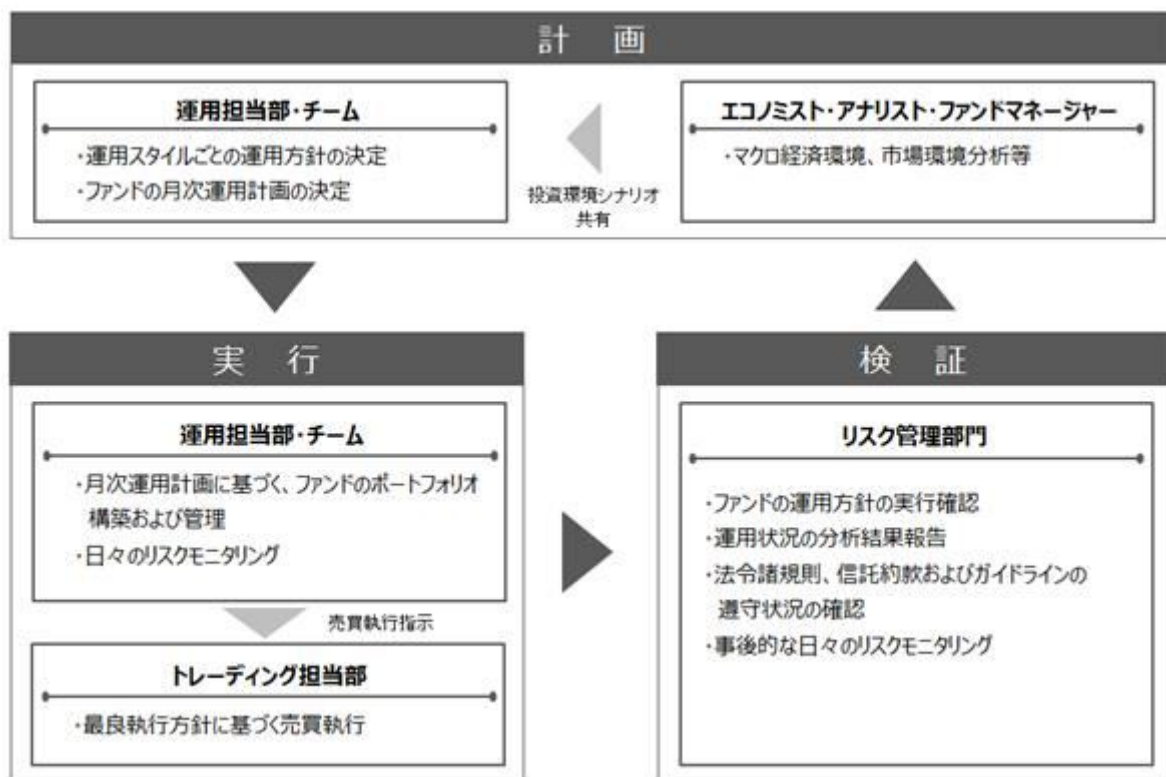 計 画
運用担当部・チーム
・運用スタイルごとの運用方針の決定
・ファンドの月次運用計画の決定
投資環境シナリオ
共有
エコノミスト・アナリスト・ファンドマネージャー
・マクロ経済環境、市場環境分析等
実 行
運用担当部・チーム
・月次運用計画に基づく、ファンドのポートフォリオ
構築および管理
・日々のリスクモニタリング
売買執行指示
トレーディング担当部
・最良執行方針に基づく売買執行
検 証
リスク管理部門
・ファンドの運用方針の実行確認
・運用状況の分析結果報告
・法令諸規則、信託約款およびガイドラインの
遵守状況の確認
・事後的な日々のリスクモニタリング